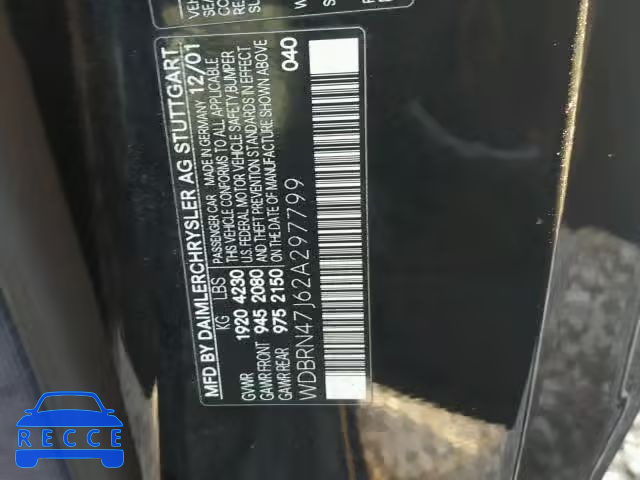 MFD BY DAIMLERCHRYSLER AG STUTTGART
PASSENGER CAR MADE IN GERMANY 12/01
KG LBS
THIS VEHICLE CONFORMS TO ALL APPLICABLE
U.S. FEDERAL MOTOR VEHICLE SAFETY, BUMPER
AND THEFT PREVENTION STANDARDS IN EFFECT
ON THE DATE OF MANUFACTURE SHOWN ABOVE
GVWR 1920 4230
GAWR FRONT 945 2080
GAWR REAR 975 2150
040
WDBRN47J62A297799
RECCE